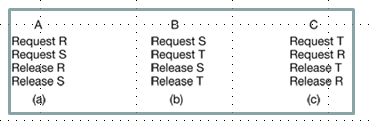 A B C
Request R Request S Request T
Request S Request T Request R
Release R Release S Release T
Release S Release T Release R
(a) (b) (c)